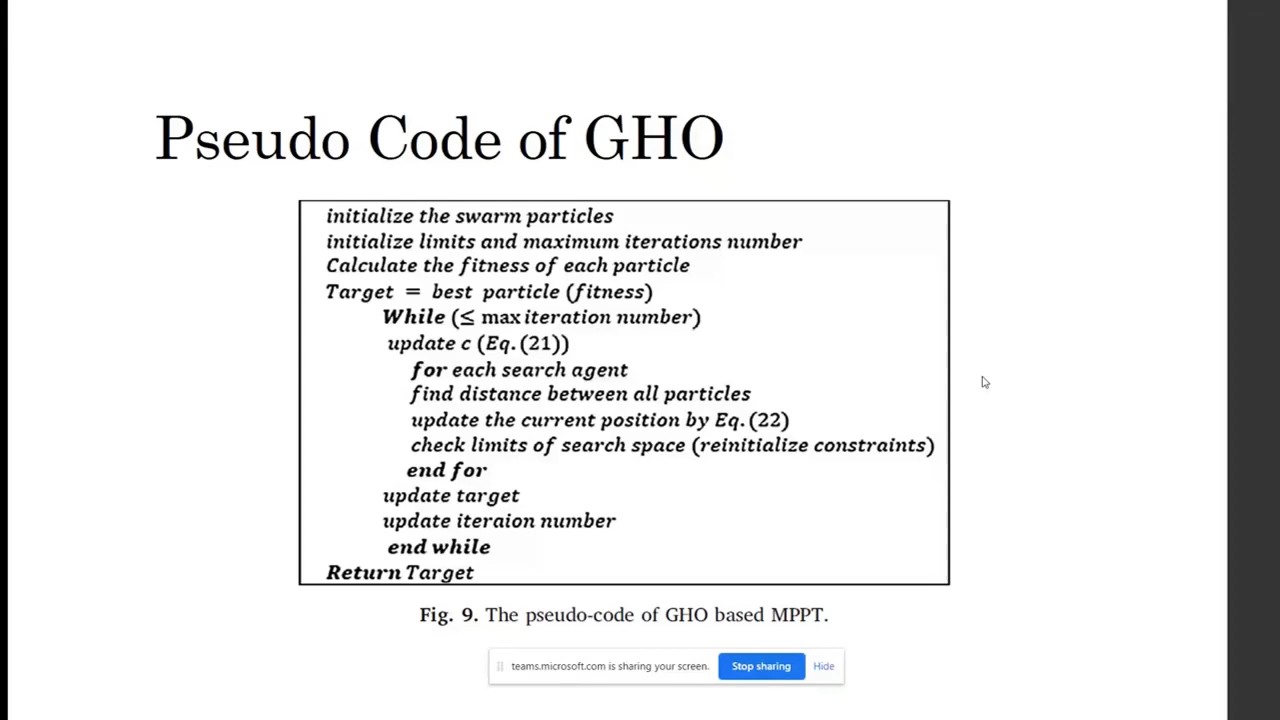 Pseudo Code of GHO
initialize the swarm particles
initialize limits and maximum iterations number
Calculate the fitness of each particle
Target = best particle (fitness)
While (≤ max iteration number)
update c (Eq. (21))
for each search agent
find distance between all particles
update the current position by Eq. (22)
check limits of search space (reinitialize constraints)
end for
update target
update iteraion number
end while
Return Target
Fig. 9. The pseudo-code of GHO based MPPT.
teams.microsoft.com is sharing your screen. Stop sharing Hide